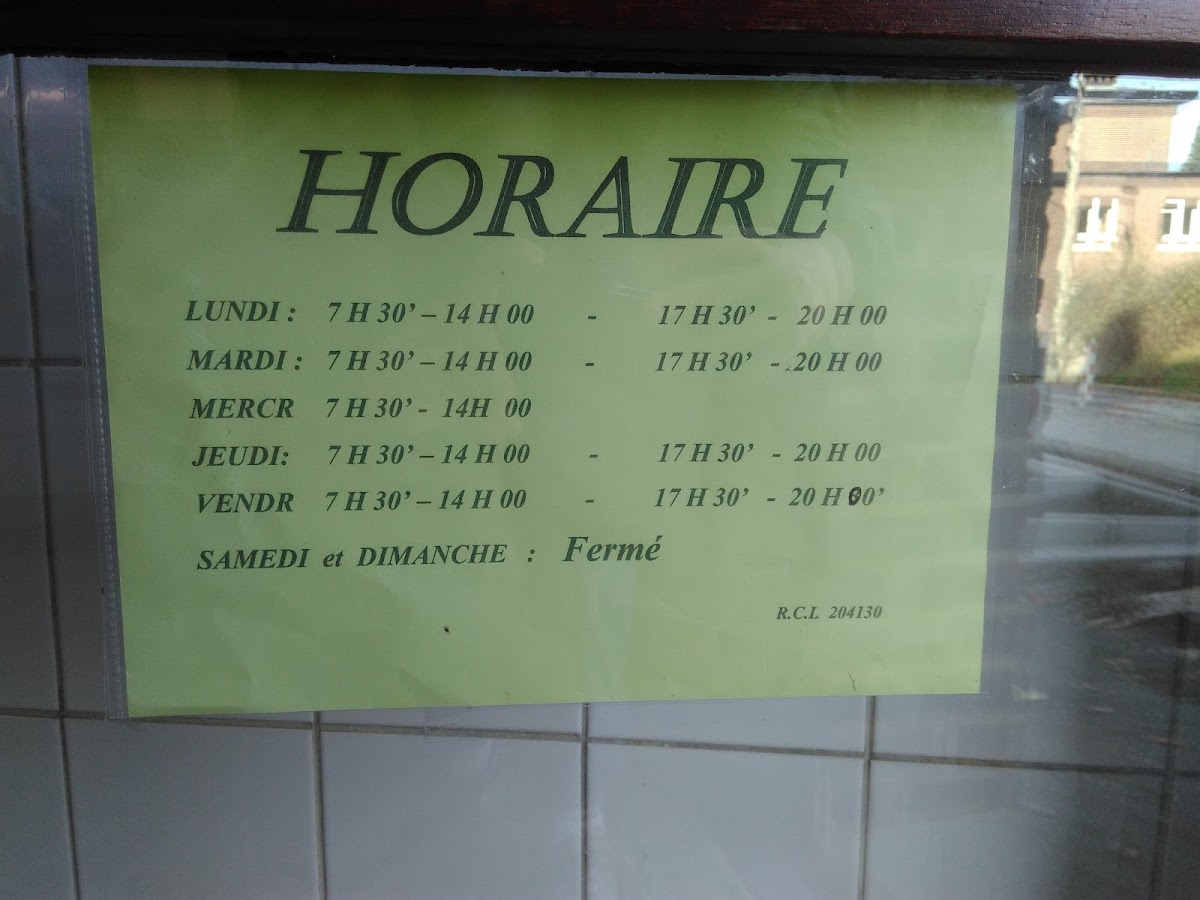 HORAIRE
LUNDI : 7 H 30’ – 14 H 00 - 17 H 30’ - 20 H 00
MARDI : 7 H 30’ – 14 H 00 - 17 H 30’ - 20 H 00
MERCR 7 H 30’ - 14H 00
JEUDI: 7 H 30’ – 14 H 00 - 17 H 30’ - 20 H 00
VENDR 7 H 30’ – 14 H 00 - 17 H 30’ - 20 H 00’
SAMEDI et DIMANCHE : Fermé
R.C.L 204130